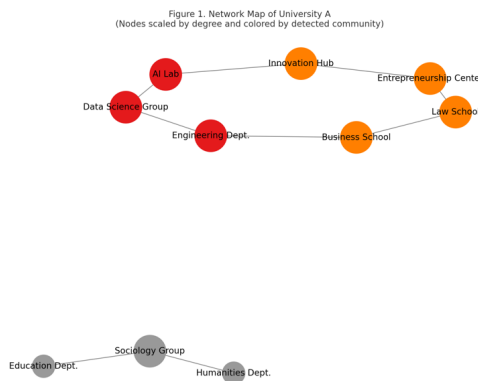 Figure 1. Network Map of University A
(Nodes scaled by degree and colored by detected community)
Innovation Hub
AI Lab
Entrepreneurship Cente
Data Science Group
Law Schoo
Engineering Dept.
Business School
Sociology Group
Education Dept.
Humanities Dept.